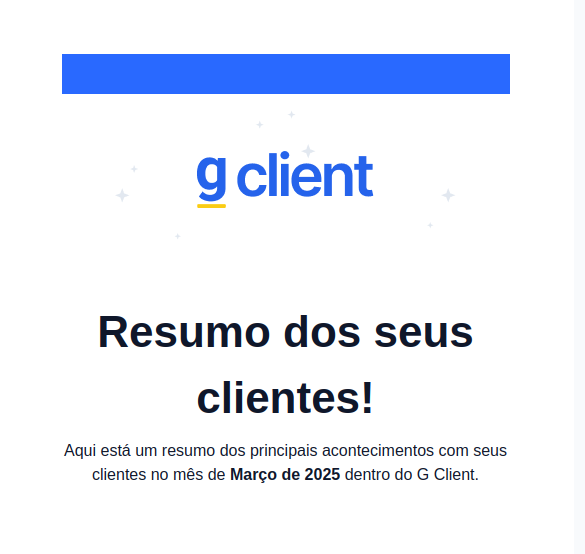 g client
Resumo dos seus
clientes!
Aqui está um resumo dos principais acontecimentos com seus
clientes no mês de Março de 2025 dentro do G Client.